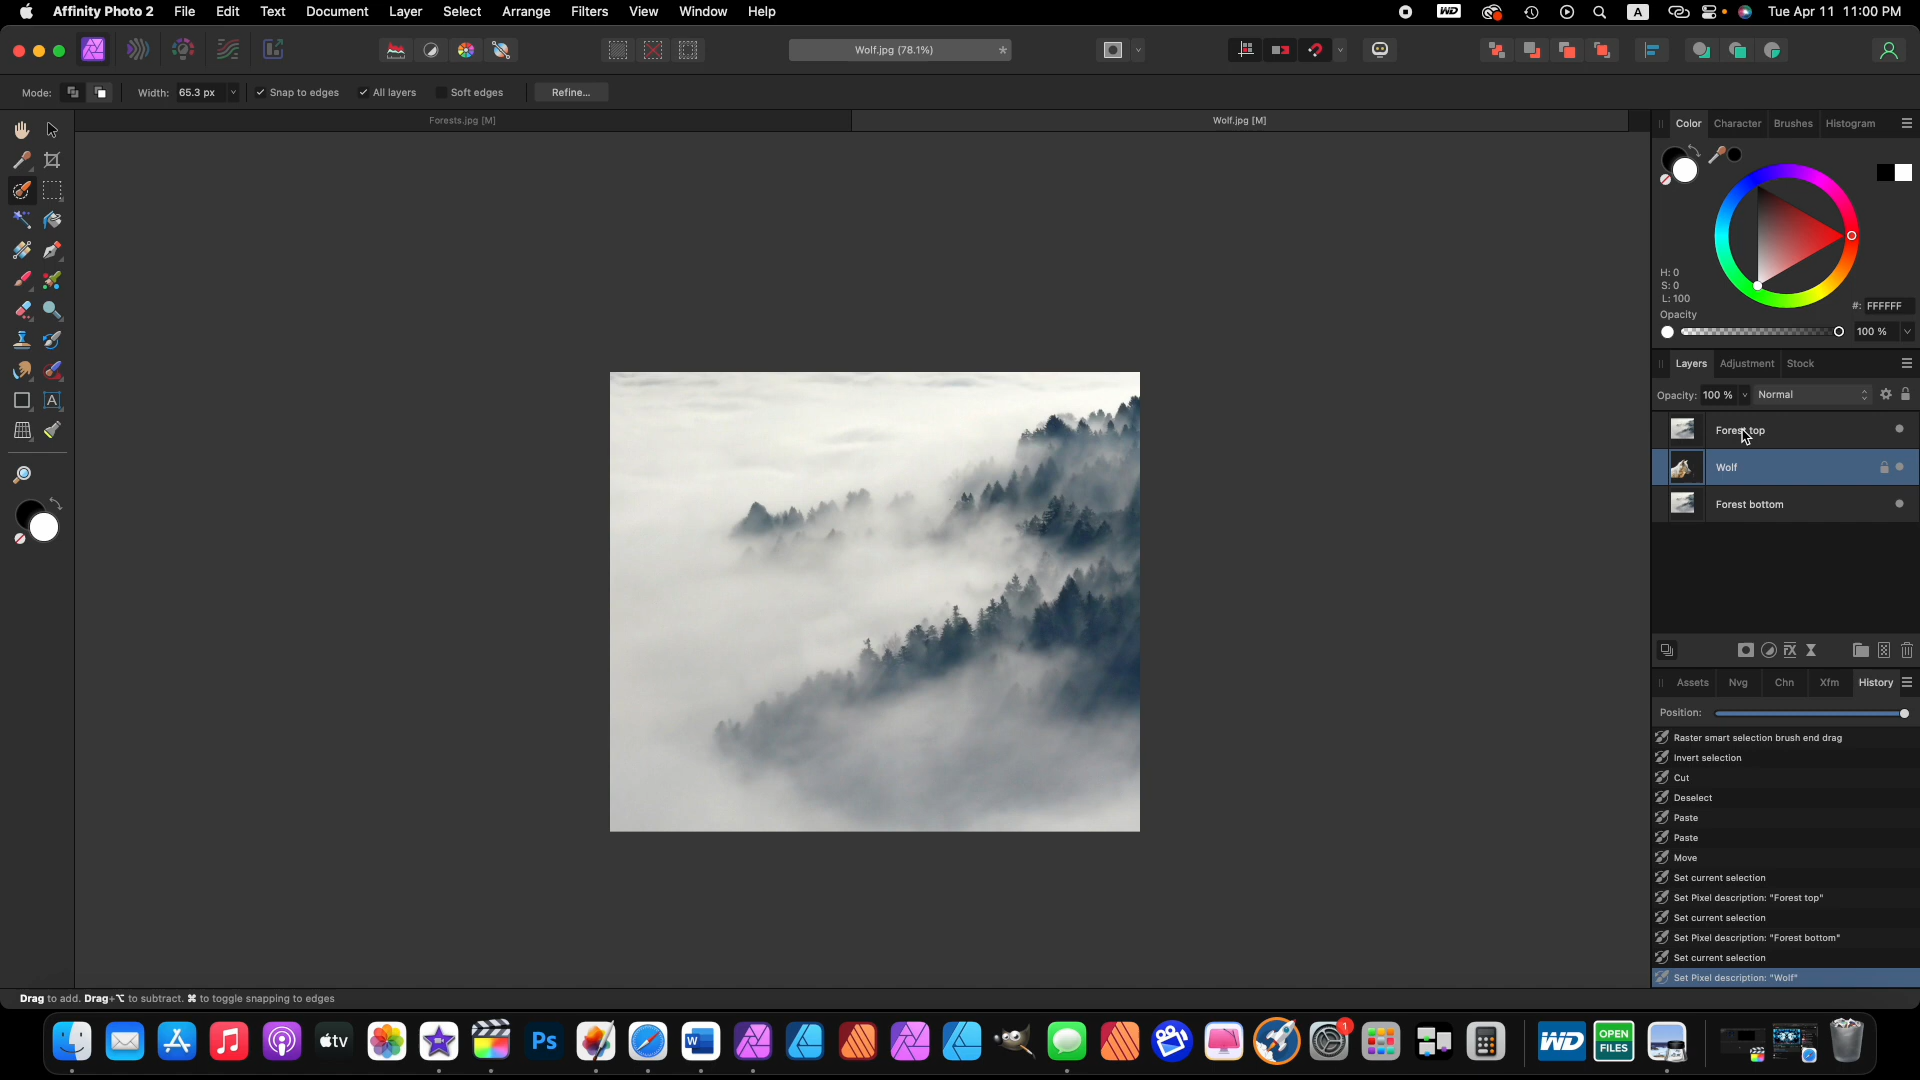 Affinity Photo 2 File Edit Text Document Layer Select Arrange Filters View Window Help WD A Tue Apr 11 11:00 PM
Wolf.jpg (78.1%) *
Mode: Width: 65.3 px Snap to edges All layers Soft edges Refine...
Forests.jpg [M] Wolf.jpg [M]
Color Character Brushes Histogram
H: 0
S: 0
L: 100
#: FFFFFF
Opacity
100 %
Layers Adjustment Stock
Opacity: 100 % Normal
Forest top
Wolf
Forest bottom
Assets Nvg Chn Xfm History
Position:
Raster smart selection brush end drag
Invert selection
Cut
Deselect
Paste
Paste
Move
Set current selection
Set Pixel description: "Forest top"
Set current selection
Set Pixel description: "Forest bottom"
Set current selection
Set Pixel description: "Wolf"
Drag to add. Drag+⌥ to subtract. ⌘ to toggle snapping to edges
tv Ps W 1 WD OPEN FILES